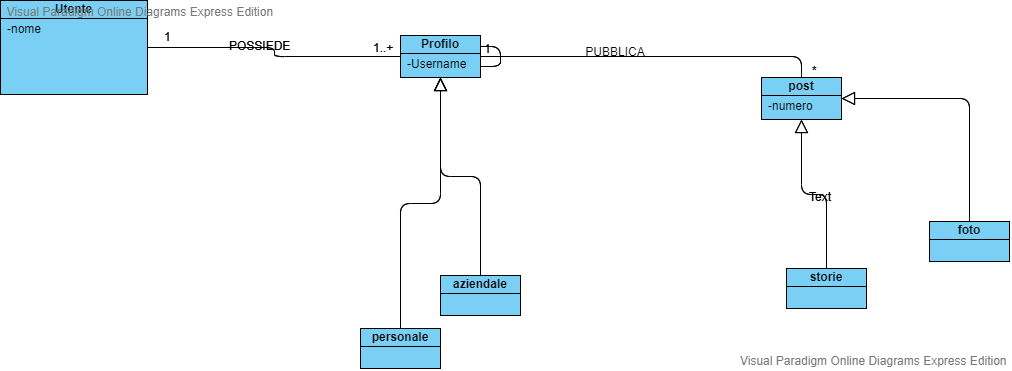 Visual Paradigm Online Diagrams Express Edition
Utente
-nome
1
POSSIEDE
1..+
Profilo
-Username
1
PUBBLICA
*
post
-numero
Text
foto
storie
aziendale
personale
Visual Paradigm Online Diagrams Express Edition